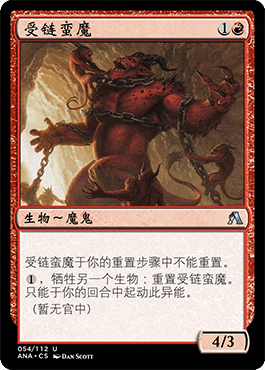 受链蛮魔 1
生物～魔鬼
受链蛮魔于你的重置步骤中不能重置。
1，牺牲另一个生物：重置受链蛮魔。
只能于你的回合中起动此异能。
（暂无官中）
4/3
054/112 U
ANA • CS Dan Scott